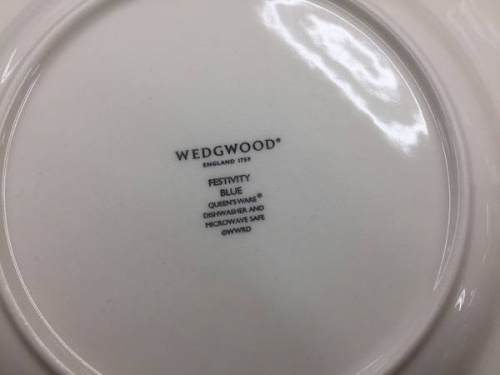 WEDGWOOD®
ENGLAND 1759
FESTIVITY
BLUE
QUEEN'S WARE®
DISHWASHER AND
MICROWAVE SAFE
©WWRD